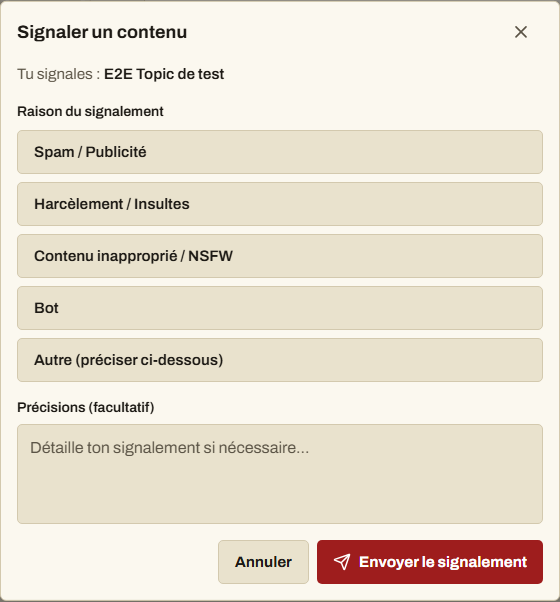 Signaler un contenu
Tu signales : E2E Topic de test
Raison du signalement
Spam / Publicité
Harcèlement / Insultes
Contenu inapproprié / NSFW
Bot
Autre (préciser ci-dessous)
Précisions (facultatif)
Détaille ton signalement si nécessaire...
Annuler
Envoyer le signalement